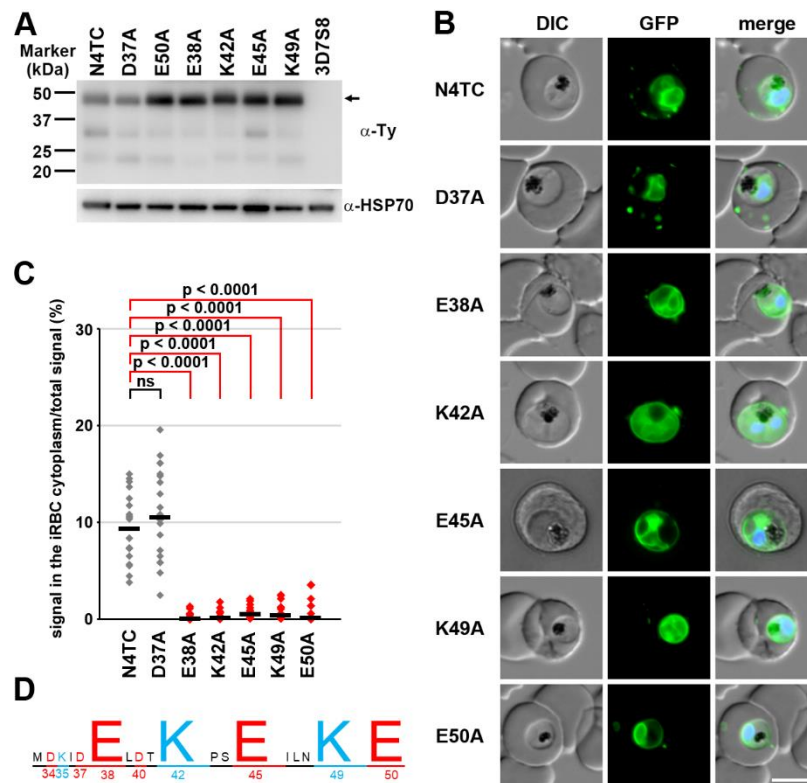 A
Marker
(kDa)
N4TC D37A E50A E38A K42A E45A K49A 3D7S8
50
37
25
20
α-Ty
α-HSP70
B
DIC GFP merge
N4TC
D37A
E38A
K42A
E45A
K49A
E50A
C
signal in the iRBC cytoplasm/total signal (%)
p < 0.0001
p < 0.0001
p < 0.0001
p < 0.0001
p < 0.0001
ns
30
20
10
0
N4TC D37A E38A K42A E45A K49A E50A
D
MDKIDELDTKPSEILNKE
34 35 37 38 40 42 45 49 50